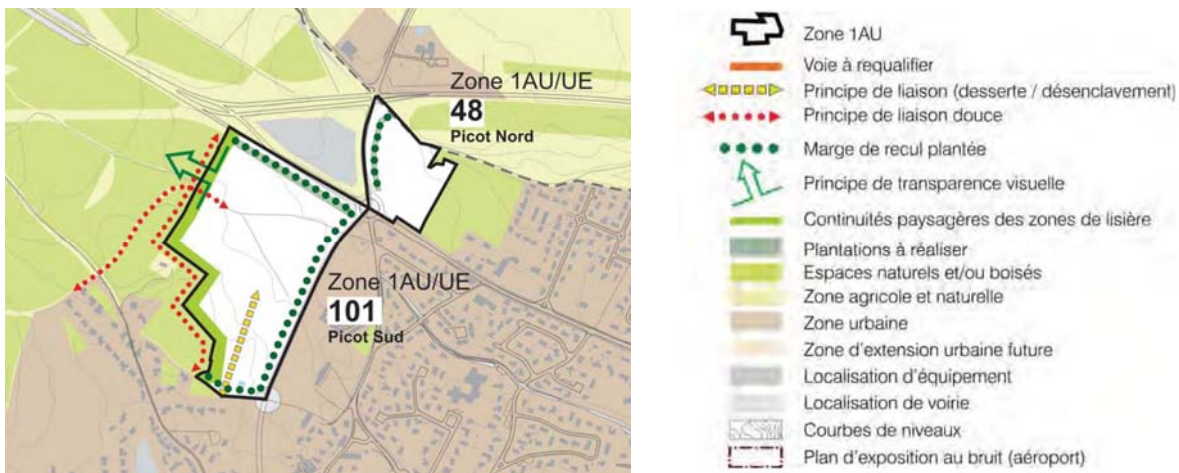 Zone 1AU/UE
48
Picot Nord
Zone 1AU/UE
101
Picot Sud
Zone 1AU
Voie à requalifier
Principe de liaison (desserte / désenclavement)
Principe de liaison douce
Marge de recul plantée
Principe de transparence visuelle
Continuités paysagères des zones de lisière
Plantations à réaliser
Espaces naturels et/ou boisés
Zone agricole et naturelle
Zone urbaine
Zone d'extension urbaine future
Localisation d'équipement
Localisation de voirie
Courbes de niveaux
Plan d'exposition au bruit (aéroport)